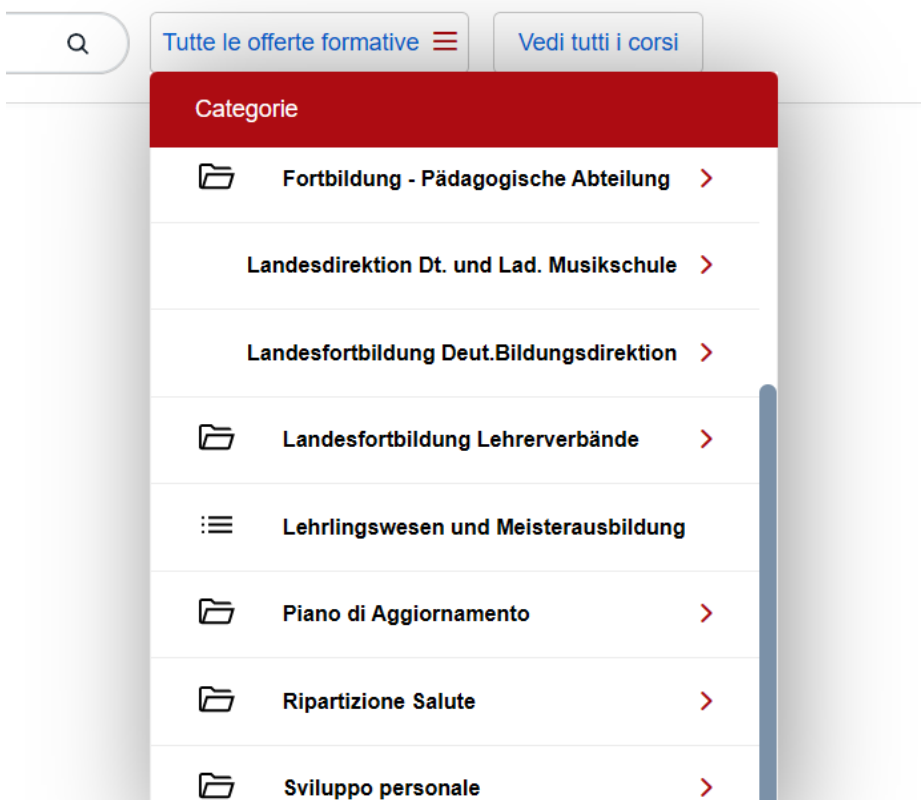 Tutte le offerte formative
Vedi tutti i corsi
Categorie
Fortbildung - Pädagogische Abteilung
Landesdirektion Dt. und Lad. Musikschule
Landesfortbildung Deut.Bildungsdirektion
Landesfortbildung Lehrerverbände
Lehrlingswesen und Meisterausbildung
Piano di Aggiornamento
Ripartizione Salute
Sviluppo personale